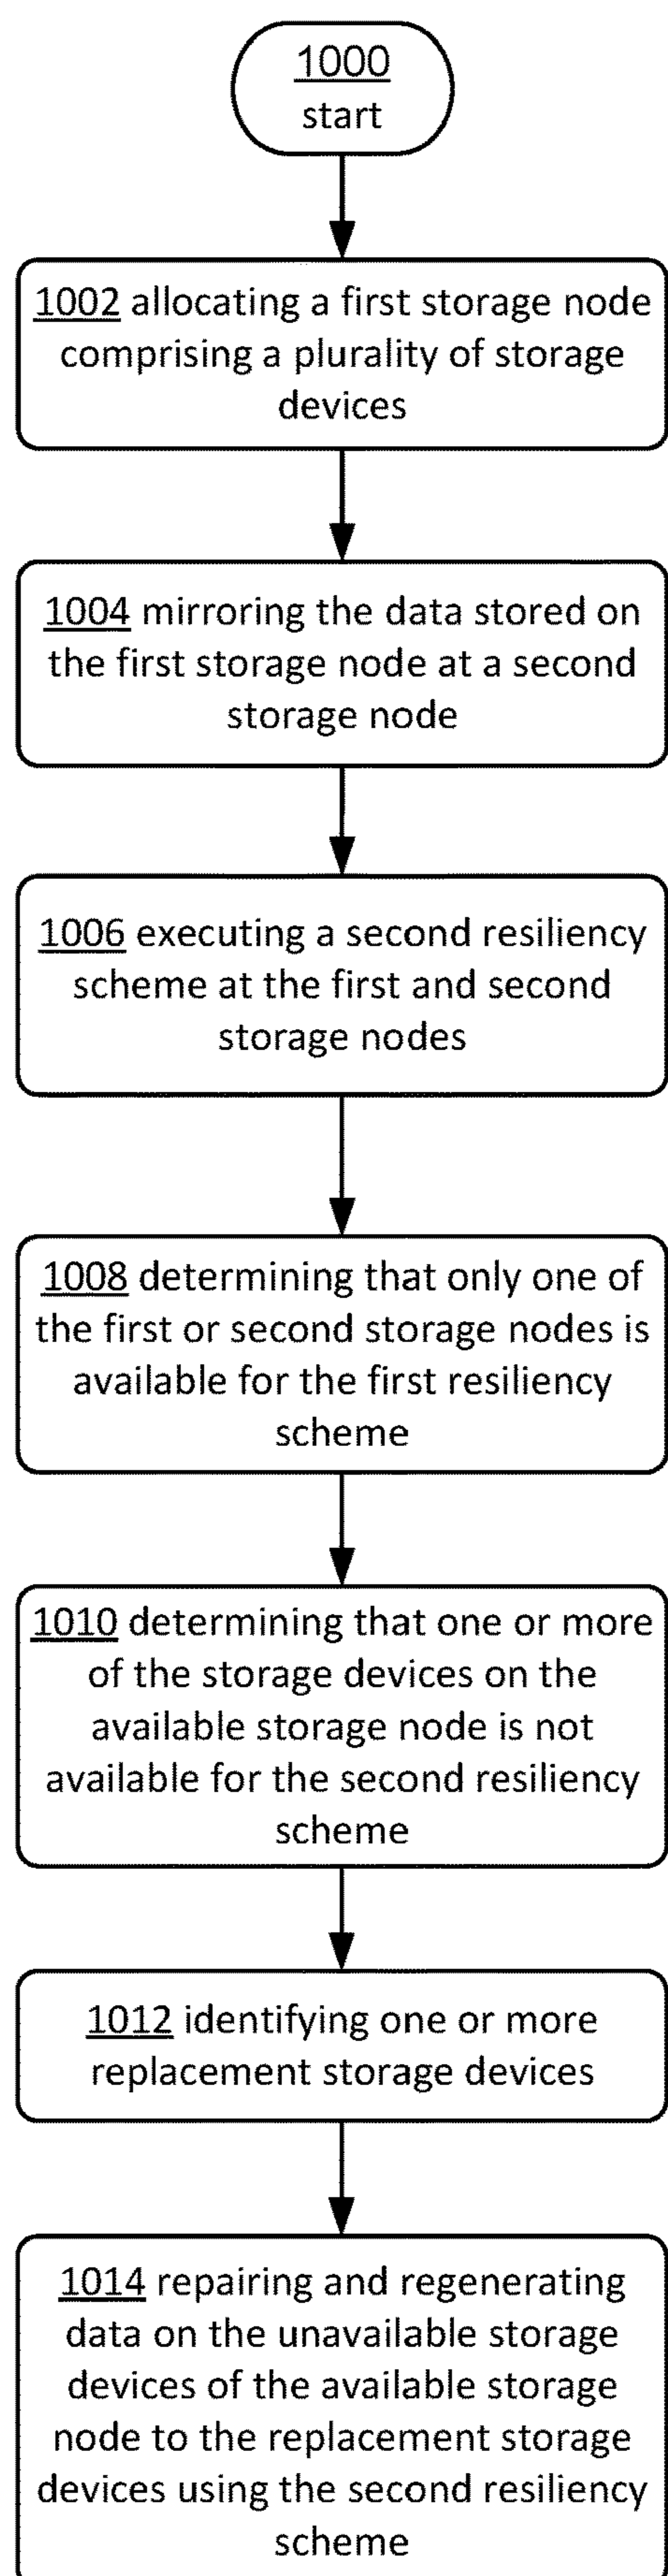 1000
start
1002 allocating a first storage node
comprising a plurality of storage
devices
1004 mirroring the data stored on
the first storage node at a second
storage node
1006 executing a second resiliency
scheme at the first and second
storage nodes
1008 determining that only one of
the first or second storage nodes is
available for the first resiliency
scheme
1010 determining that one or more
of the storage devices on the
available storage node is not
available for the second resiliency
scheme
1012 identifying one or more
replacement storage devices
1014 repairing and regenerating
data on the unavailable storage
devices of the available storage
node to the replacement storage
devices using the second resiliency
scheme